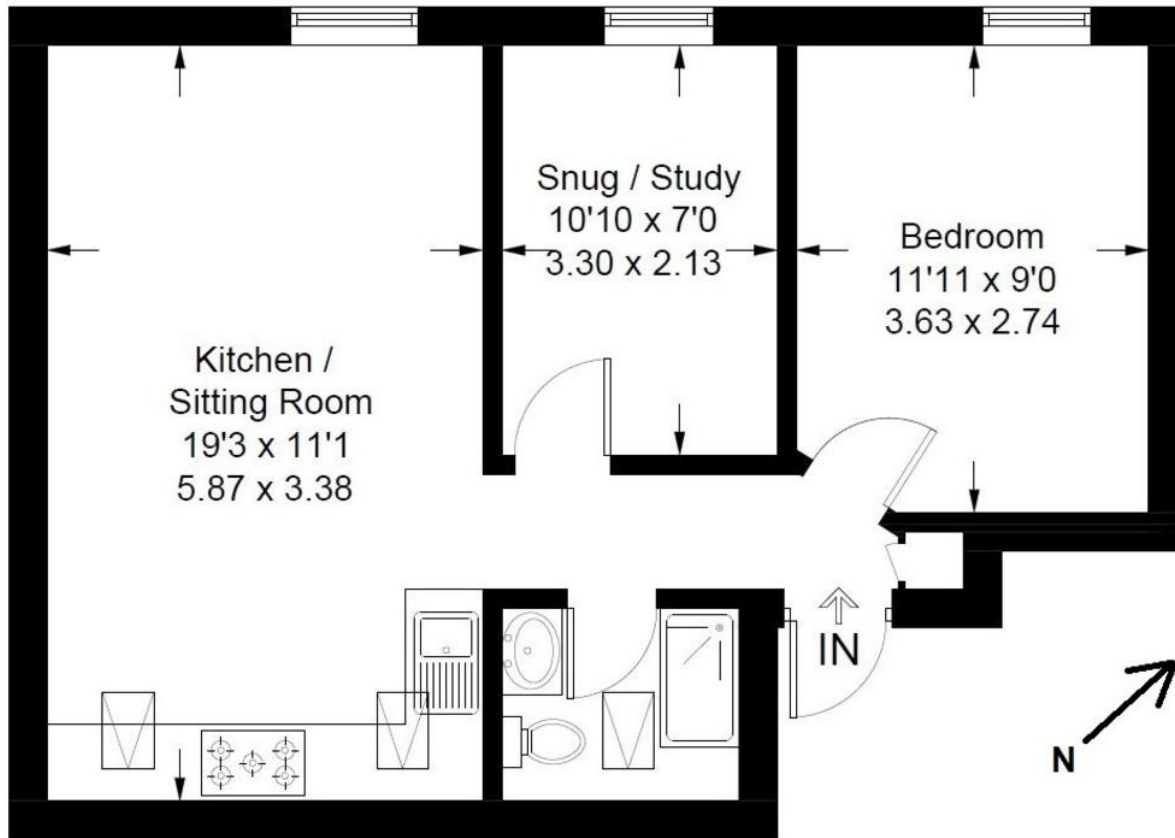 Snug / Study
10'10 x 7'0
3.30 x 2.13
Bedroom
11'11 x 9'0
3.63 x 2.74
Kitchen /
Sitting Room
19'3 x 11'1
5.87 x 3.38
IN
N